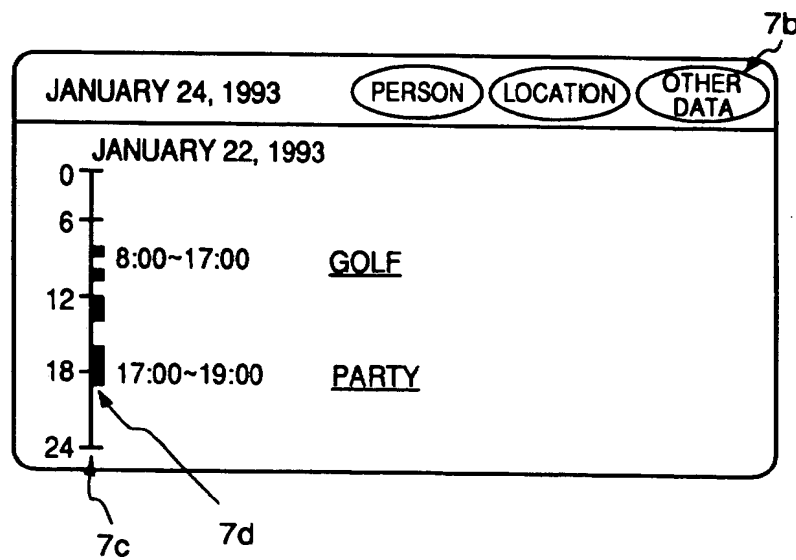 7b
JANUARY 24, 1993 PERSON LOCATION OTHER DATA
JANUARY 22, 1993
0
6
8:00~17:00 GOLF
12
18 17:00~19:00 PARTY
24
7c 7d